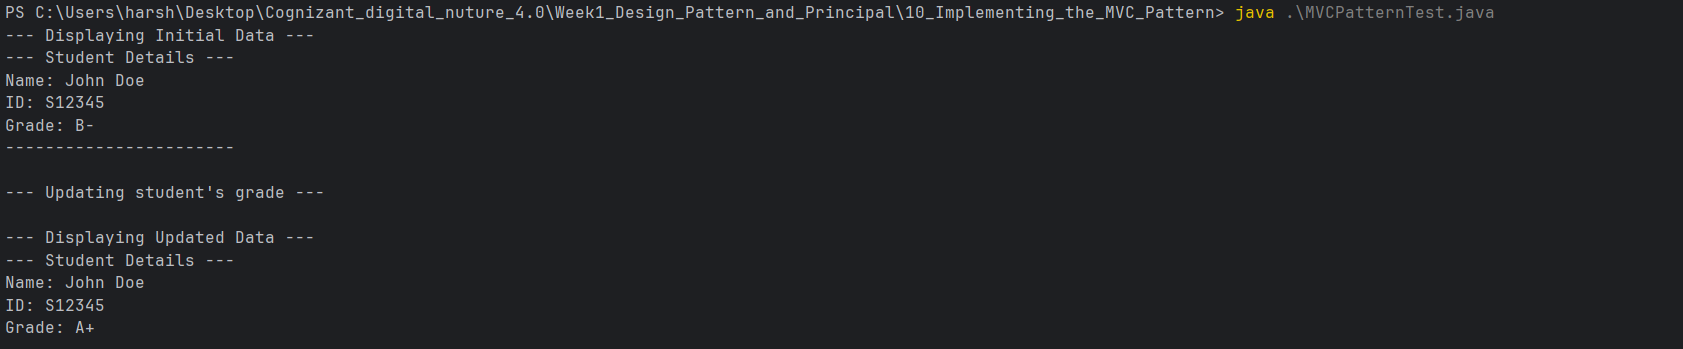 PS C:\Users\harsh\Desktop\Cognizant_digital_nuture_4.0\Week1_Design_Pattern_and_Principal\10_Implementing_the_MVC_Pattern> java .\MVCPatternTest.java
--- Displaying Initial Data ---
--- Student Details ---
Name: John Doe
ID: S12345
Grade: B-
-----------------------
--- Updating student's grade ---
--- Displaying Updated Data ---
--- Student Details ---
Name: John Doe
ID: S12345
Grade: A+